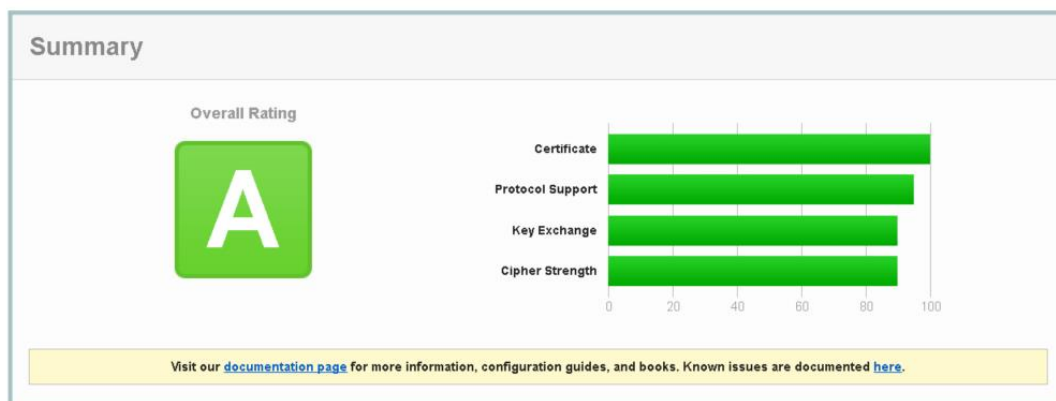 Summary
Overall Rating
A
Certificate
Protocol Support
Key Exchange
Cipher Strength
0 20 40 60 80 100
Visit our documentation page for more information, configuration guides, and books. Known issues are documented here.